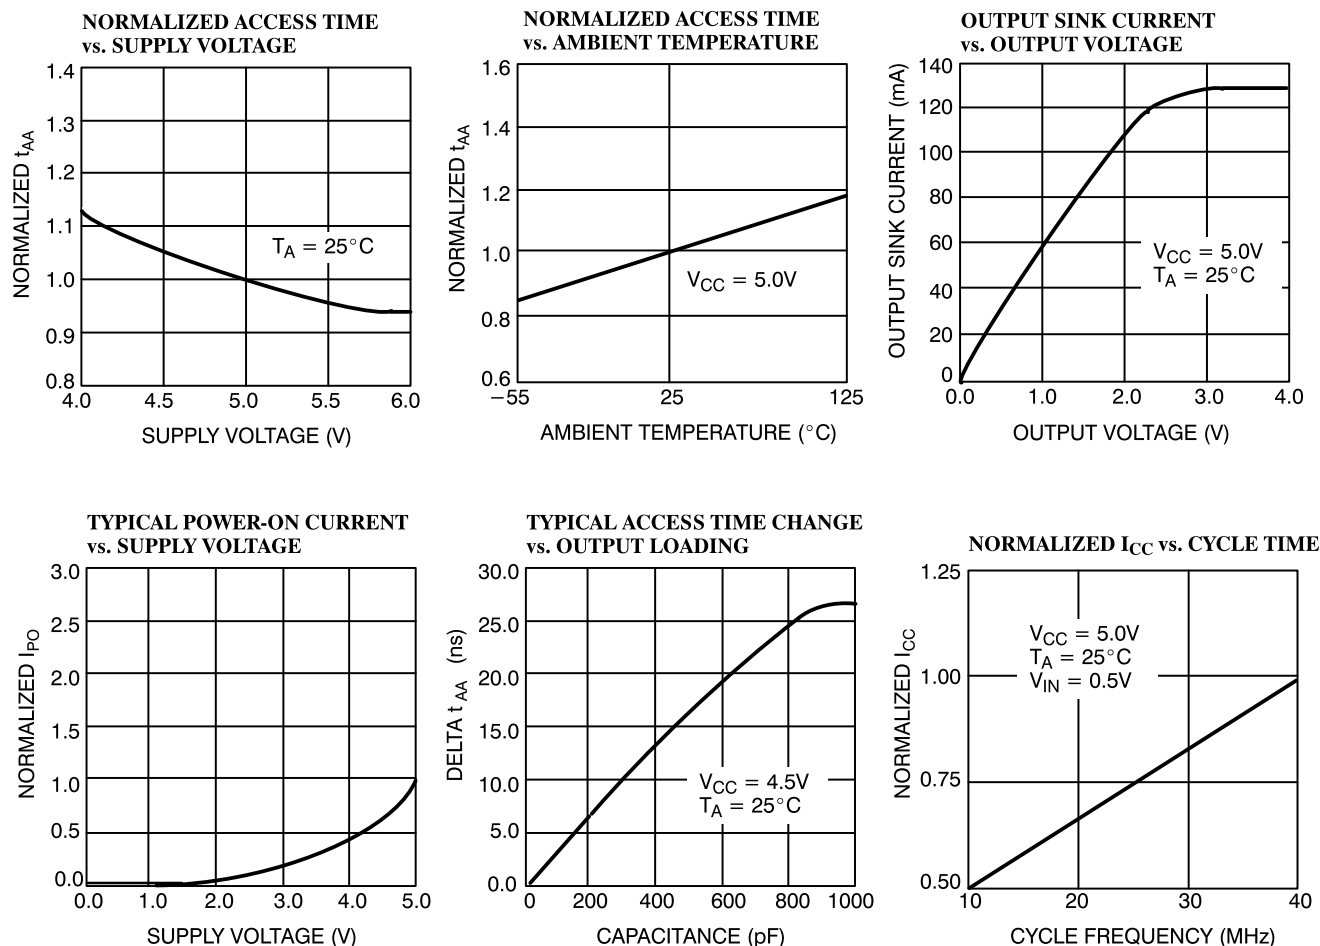 NORMALIZED ACCESS TIME
vs. SUPPLY VOLTAGE
1.4
1.3
1.2
1.1
1.0
0.9
0.8
NORMALIZED tAA
TA = 25°C
4.0 4.5 5.0 5.5 6.0
SUPPLY VOLTAGE (V)
NORMALIZED ACCESS TIME
vs. AMBIENT TEMPERATURE
1.6
1.4
1.2
1.0
0.8
0.6
NORMALIZED tAA
VCC = 5.0V
−55 25 125
AMBIENT TEMPERATURE (°C)
OUTPUT SINK CURRENT
vs. OUTPUT VOLTAGE
140
120
100
80
60
40
20
0
OUTPUT SINK CURRENT (mA)
VCC = 5.0V
TA = 25°C
0.0 1.0 2.0 3.0 4.0
OUTPUT VOLTAGE (V)
TYPICAL POWER-ON CURRENT
vs. SUPPLY VOLTAGE
3.0
2.5
2.0
1.5
1.0
0.5
0.0
NORMALIZED IPO
0.0 1.0 2.0 3.0 4.0 5.0
SUPPLY VOLTAGE (V)
TYPICAL ACCESS TIME CHANGE
vs. OUTPUT LOADING
30.0
25.0
20.0
15.0
10.0
5.0
0.0
DELTA tAA (ns)
VCC = 4.5V
TA = 25°C
0 200 400 600 800 1000
CAPACITANCE (pF)
NORMALIZED ICC vs. CYCLE TIME
1.25
1.00
0.75
0.50
NORMALIZED ICC
VCC = 5.0V
TA = 25°C
VIN = 0.5V
10 20 30 40
CYCLE FREQUENCY (MHz)